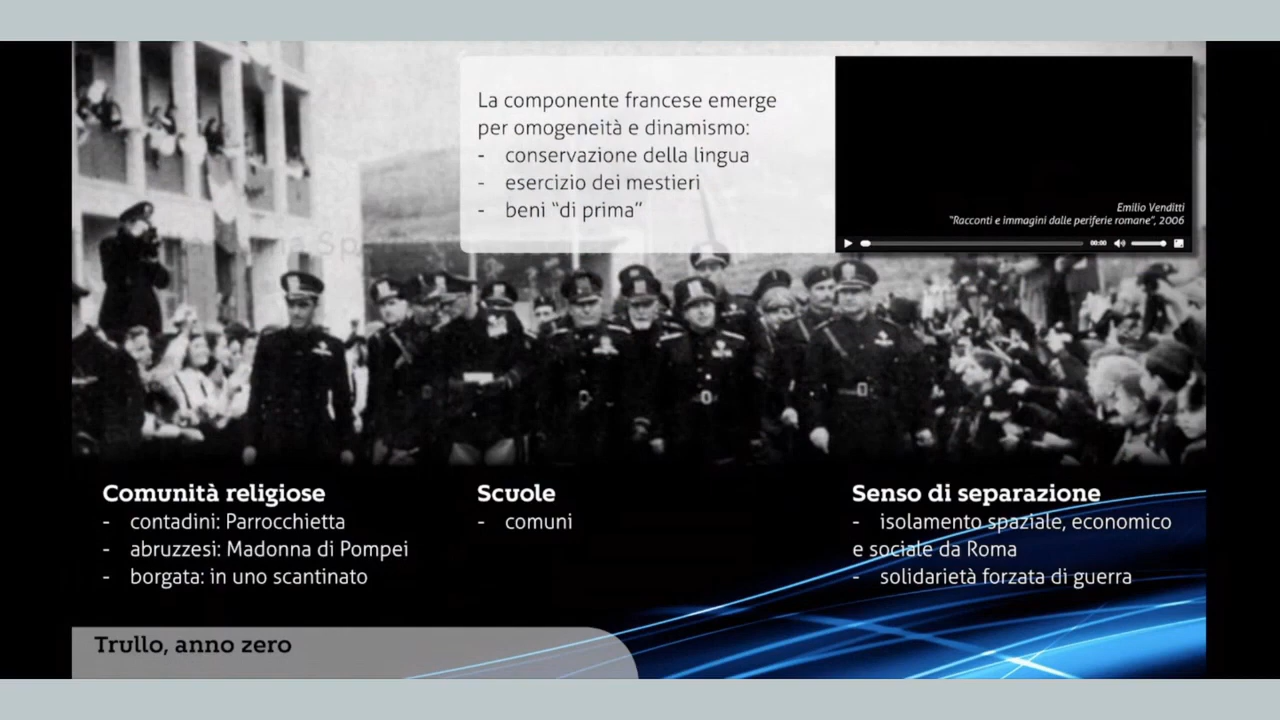 La componente francese emerge
per omogeneità e dinamismo:
- conservazione della lingua
- esercizio dei mestieri
- beni “di prima”
Emilio Venditti
"Racconti e immagini dalle periferie romane", 2006
00:00
Comunità religiose
- contadini: Parrocchietta
- abruzzesi: Madonna di Pompei
- borgata: in uno scantinato
Scuole
- comuni
Senso di separazione
- isolamento spaziale, economico
e sociale da Roma
- solidarietà forzata di guerra
Trullo, anno zero